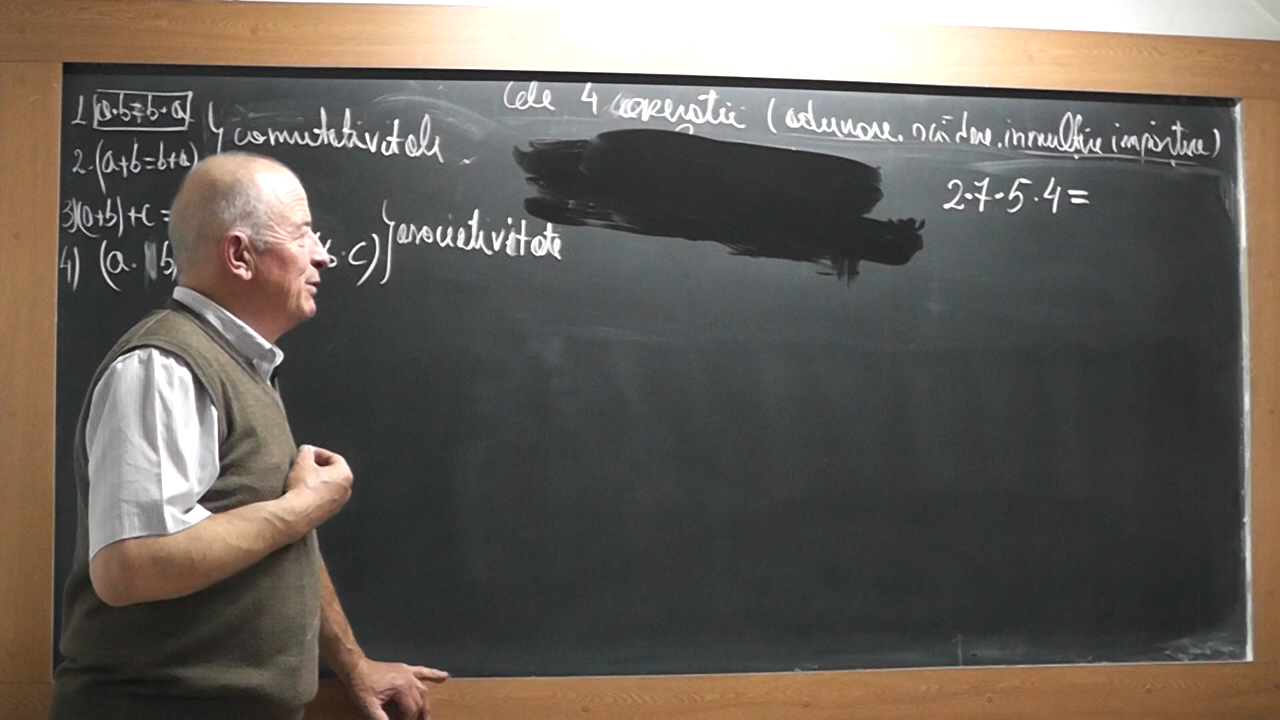 Cele 4 operații (adunare, scădere, înmulțire împărțire)
1. a·b=b·a
2. (a+b=b+a) } comutativitate
3) (a+b)+c =
4) (a· b ·c) } asociativitate
2·7·5·4=